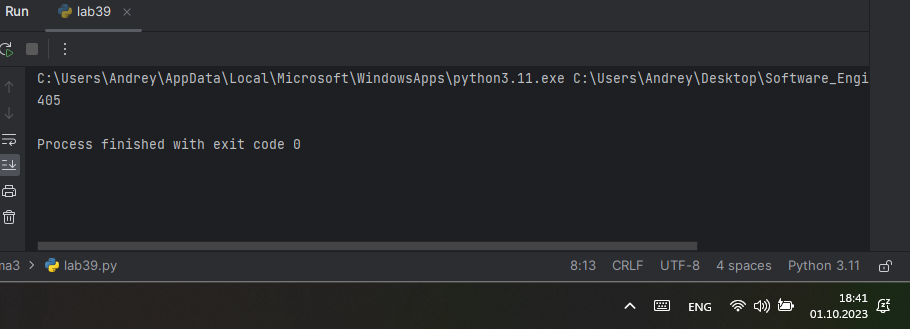 Run lab39
C:\Users\Andrey\AppData\Local\Microsoft\WindowsApps\python3.11.exe C:\Users\Andrey\Desktop\Software_Engi
405
Process finished with exit code 0
ma3 > lab39.py 8:13 CRLF UTF-8 4 spaces Python 3.11
ENG 18:41
01.10.2023